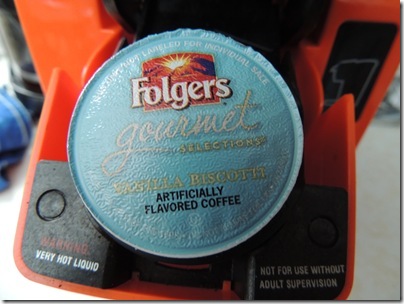 LABELED FOR INDIVIDUAL SALE
Folgers
gourmet
SELECTIONS
VANILLA BISCOTTI
ARTIFICIALLY
FLAVORED COFFEE
WARNING:
VERY HOT LIQUID
NOT FOR USE WITHOUT
ADULT SUPERVISION